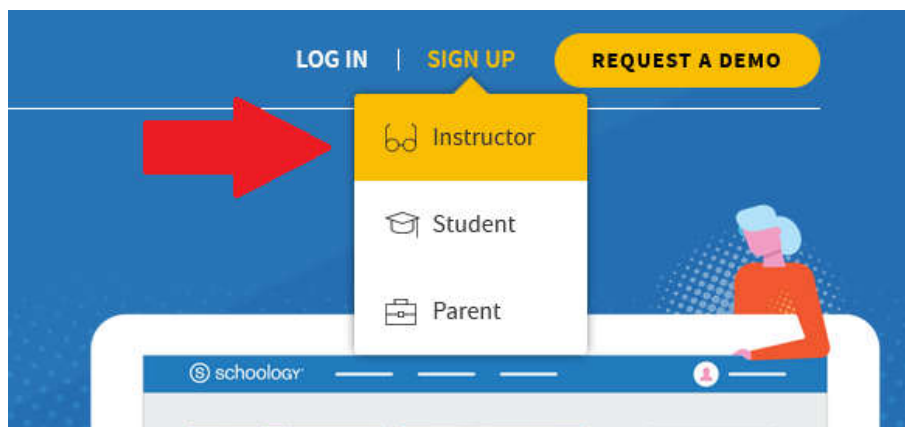 LOG IN | SIGN UP REQUEST A DEMO
Instructor
Student
Parent
schoology